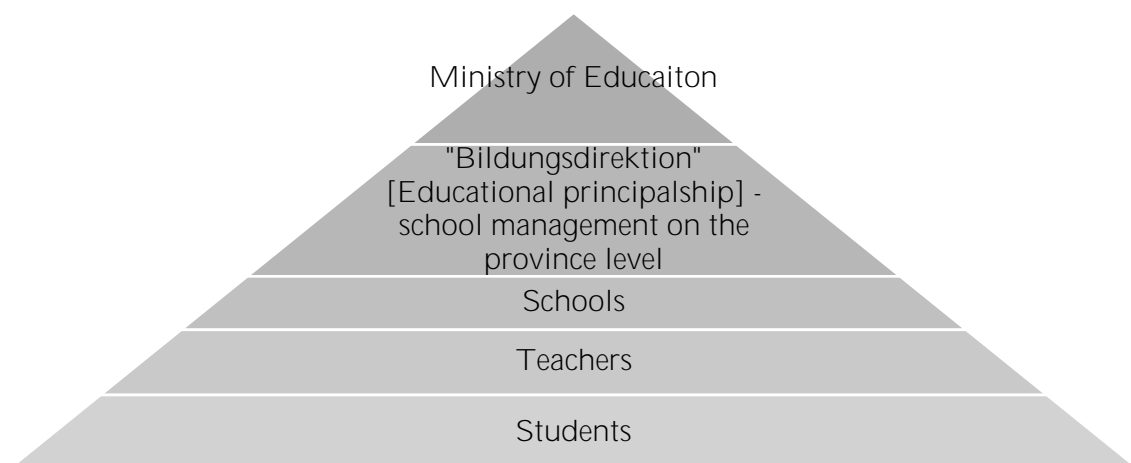 Ministry of Educaiton
"Bildungsdirektion"
[Educational principalship] -
school management on the
province level
Schools
Teachers
Students